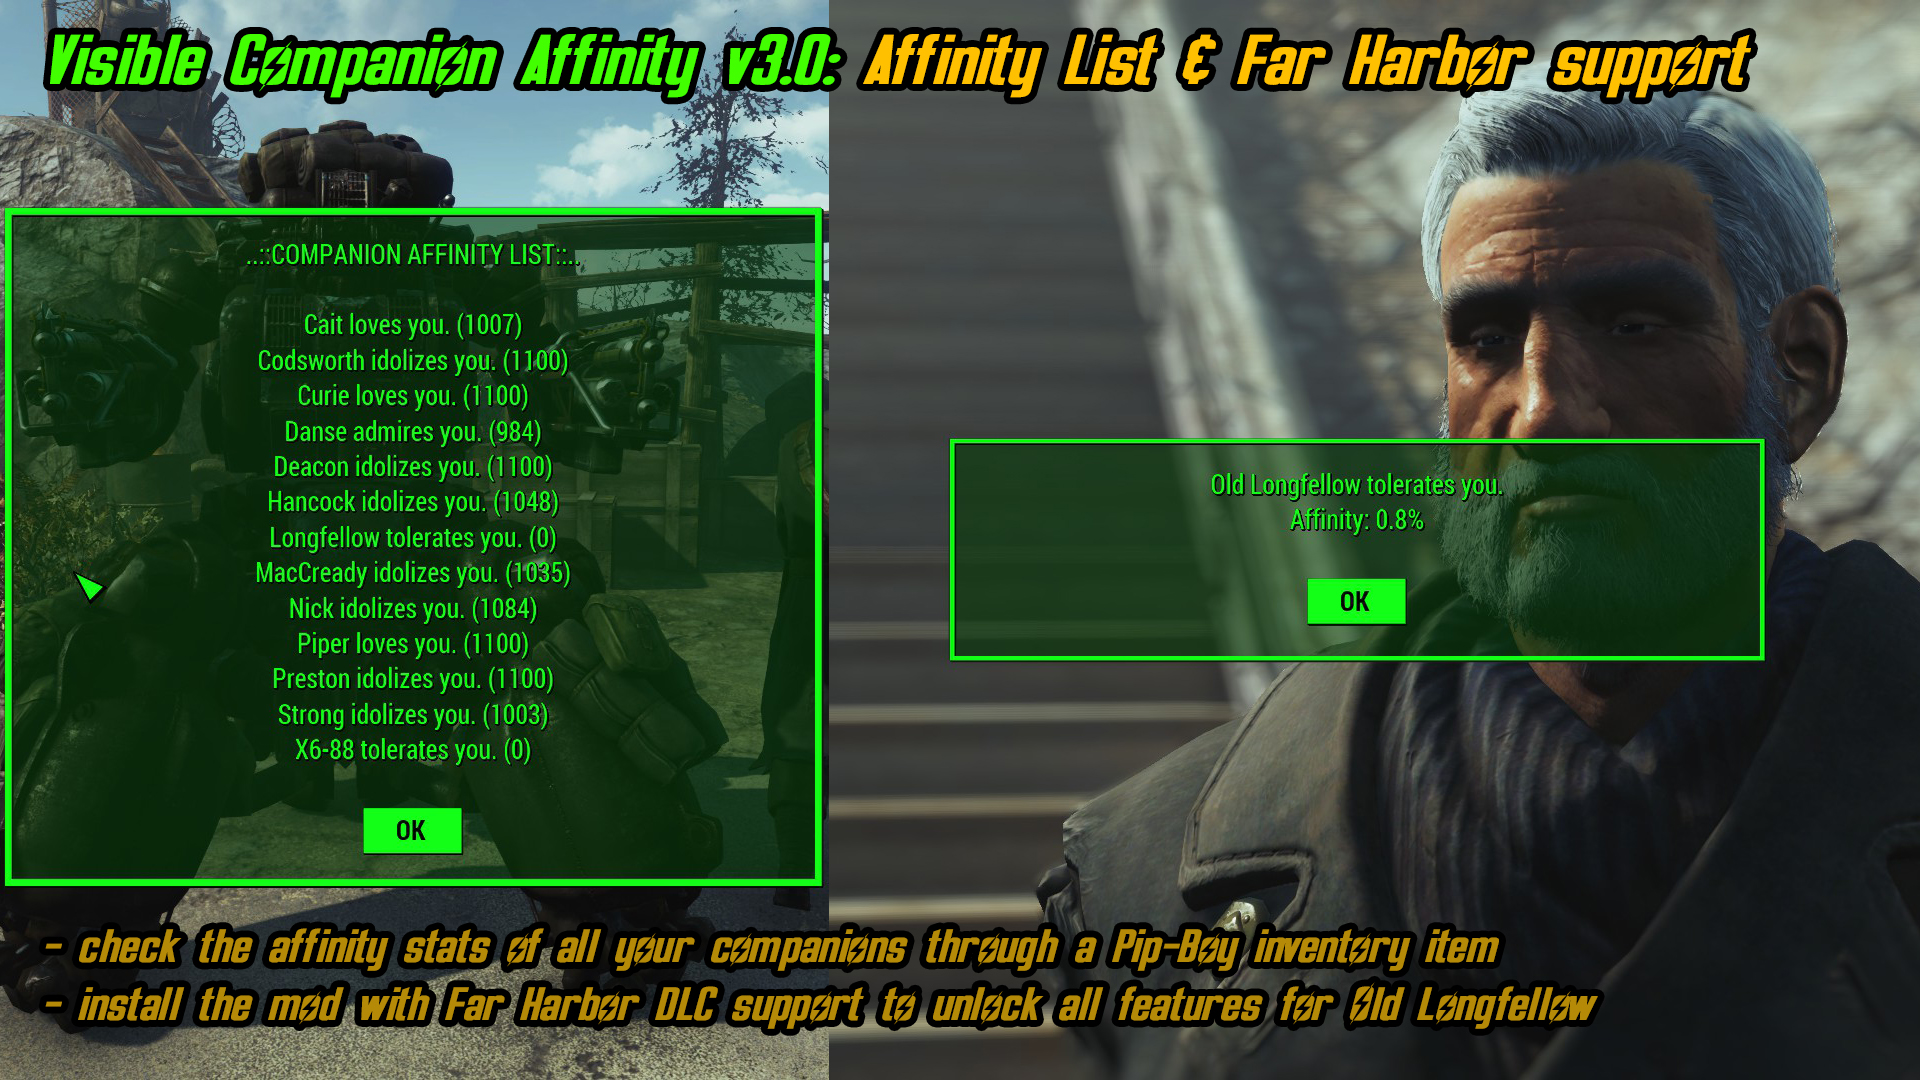 Visible Companion Affinity v3.0: Affinity List & Far Harbor support
..::COMPANION AFFINITY LIST::..
Cait loves you. (1007)
Codsworth idolizes you. (1100)
Curie loves you. (1100)
Danse admires you. (984)
Deacon idolizes you. (1100)
Hancock idolizes you. (1048)
Longfellow tolerates you. (0)
MacCready idolizes you. (1035)
Nick idolizes you. (1084)
Piper loves you. (1100)
Preston idolizes you. (1100)
Strong idolizes you. (1003)
X6-88 tolerates you. (0)
OK
Old Longfellow tolerates you.
Affinity: 0.8%
OK
- check the affinity stats of all your companions through a Pip-Boy inventory item
- install the mod with Far Harbor DLC support to unlock all features for Old Longfellow